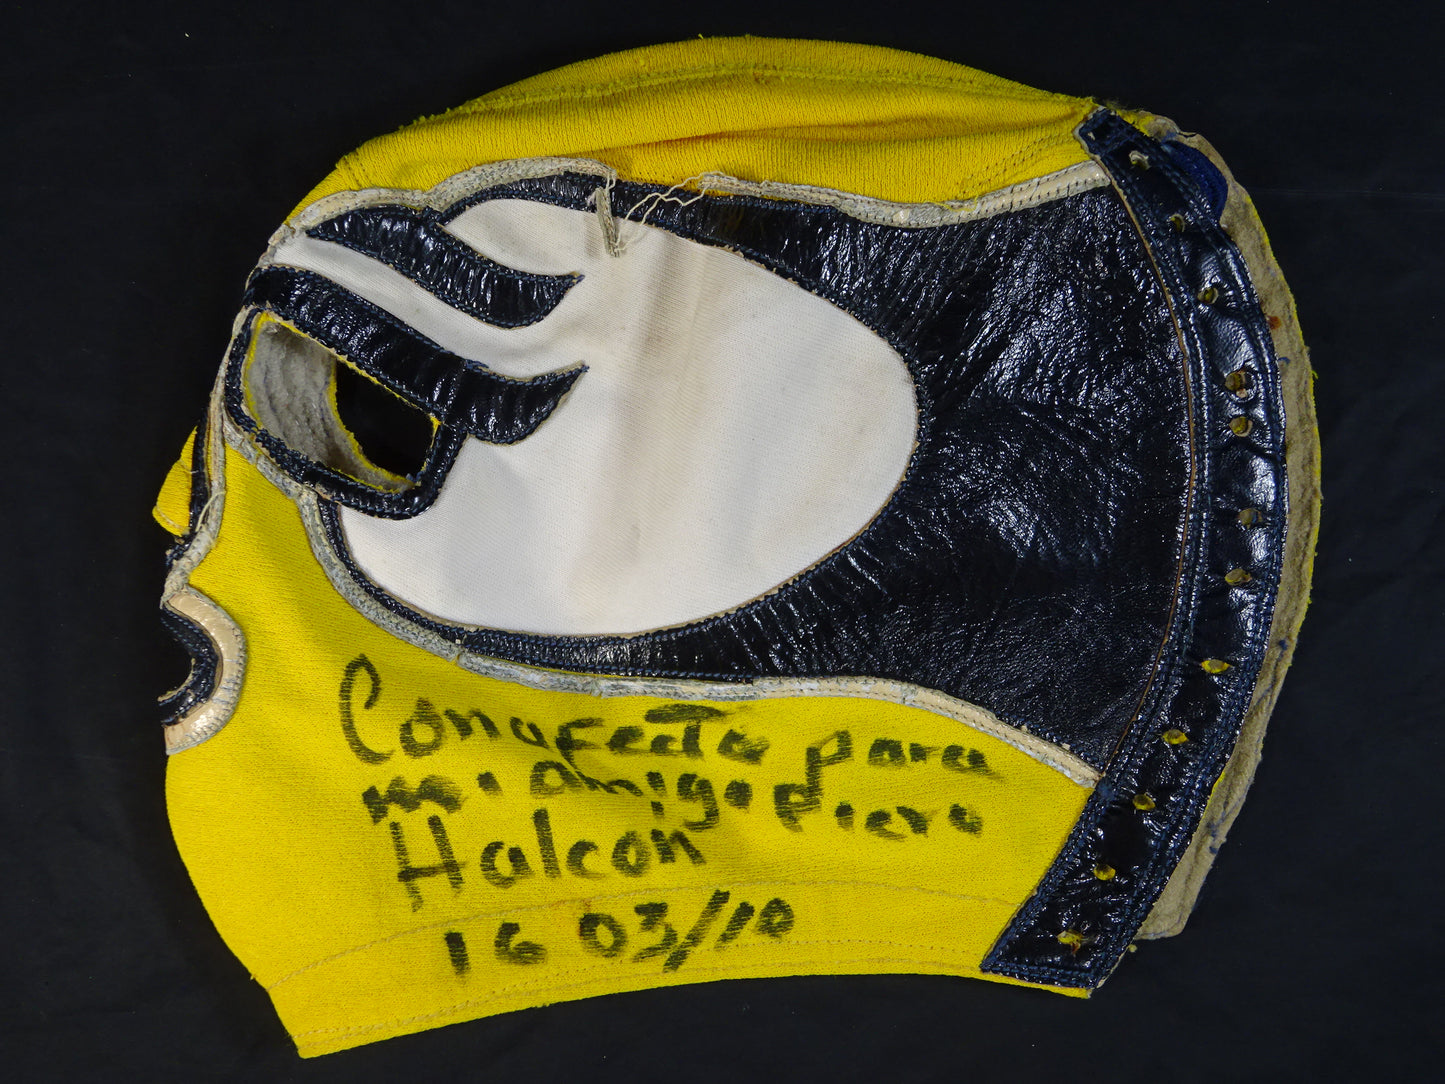 Con afecto para
mi amigo Piero
Halcon
16 03/10